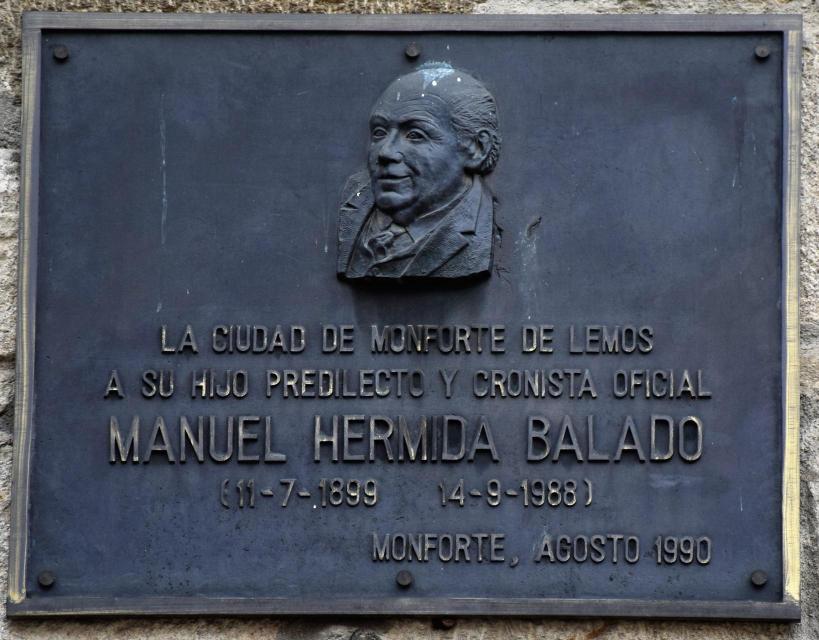 LA CIUDAD DE MONFORTE DE LEMOS
A SU HIJO PREDILECTO Y CRONISTA OFICIAL
MANUEL HERMIDA BALADO
(11-7-1899 14-9-1988)
MONFORTE, AGOSTO 1990